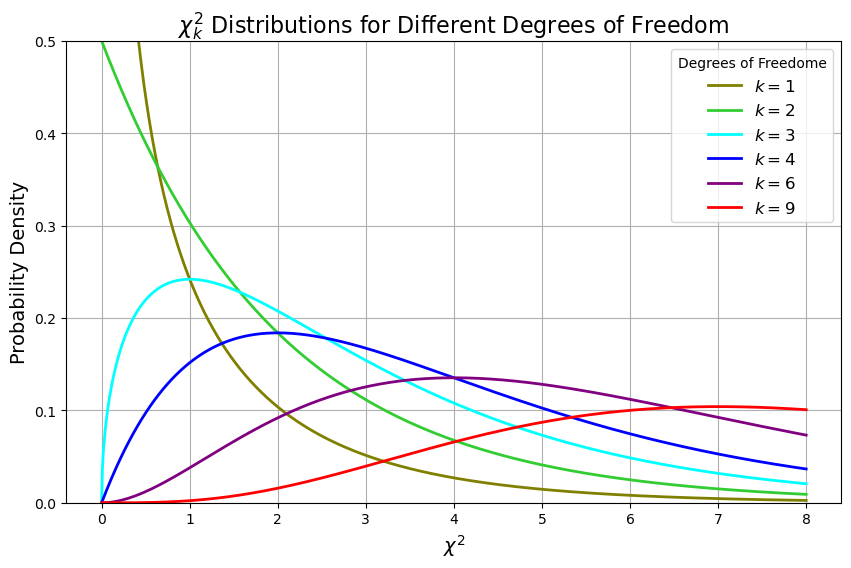 χ²ₖ Distributions for Different Degrees of Freedom
Probability Density
0.5
0.4
0.3
0.2
0.1
0.0
Degrees of Freedome
k = 1
k = 2
k = 3
k = 4
k = 6
k = 9
0 1 2 3 4 5 6 7 8
χ²